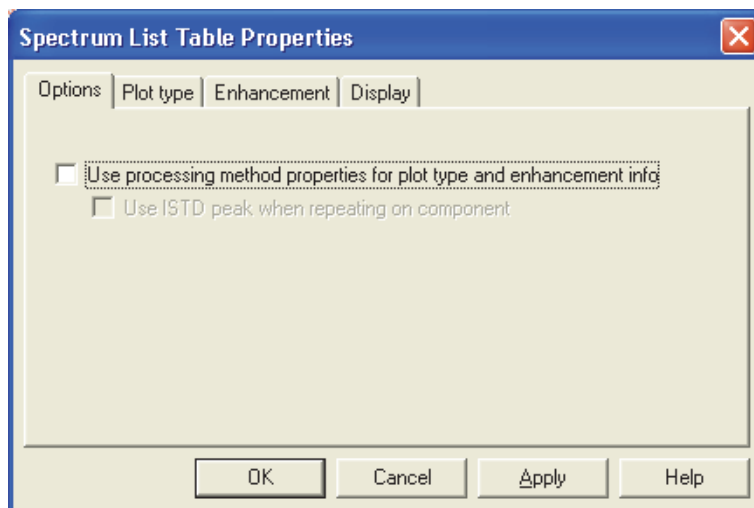 Spectrum List Table Properties
Options Plot type Enhancement Display
Use processing method properties for plot type and enhancement info
Use ISTD peak when repeating on component
OK Cancel Apply Help